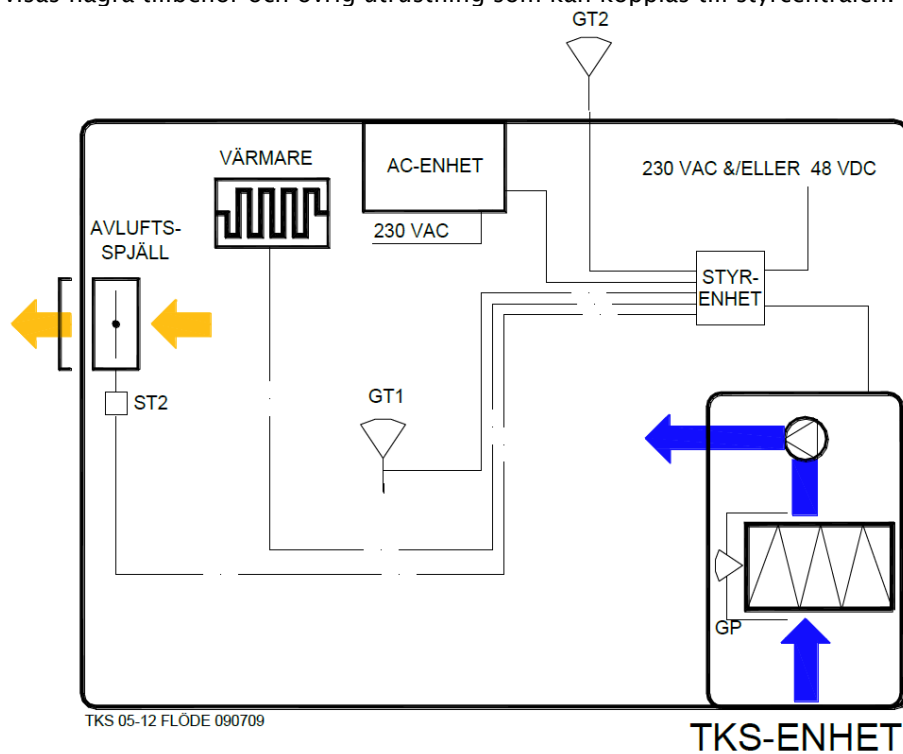 visas några tillbehör och övrig utrustning som kan kopplas till styrcentralen.
GT2
VÄRMARE
AC-ENHET
230 VAC &/ELLER 48 VDC
230 VAC
AVLUFTS-
SPJÄLL
STYR-
ENHET
GT1
ST2
GP
TKS 05-12 FLÖDE 090709
TKS-ENHET